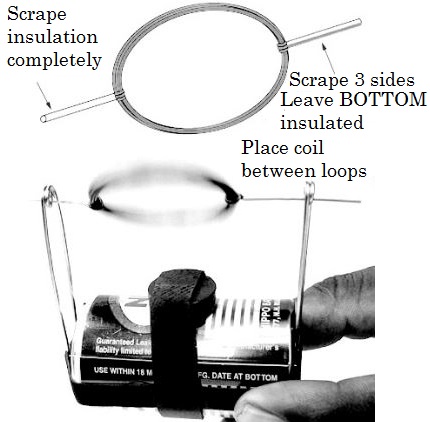 Scrape
insulation
completely
Scrape 3 sides
Leave BOTTOM
insulated
Place coil
between loops
Guaranteed
liability limited to
USE WITHIN 18 M
FG. DATE AT BOTTOM